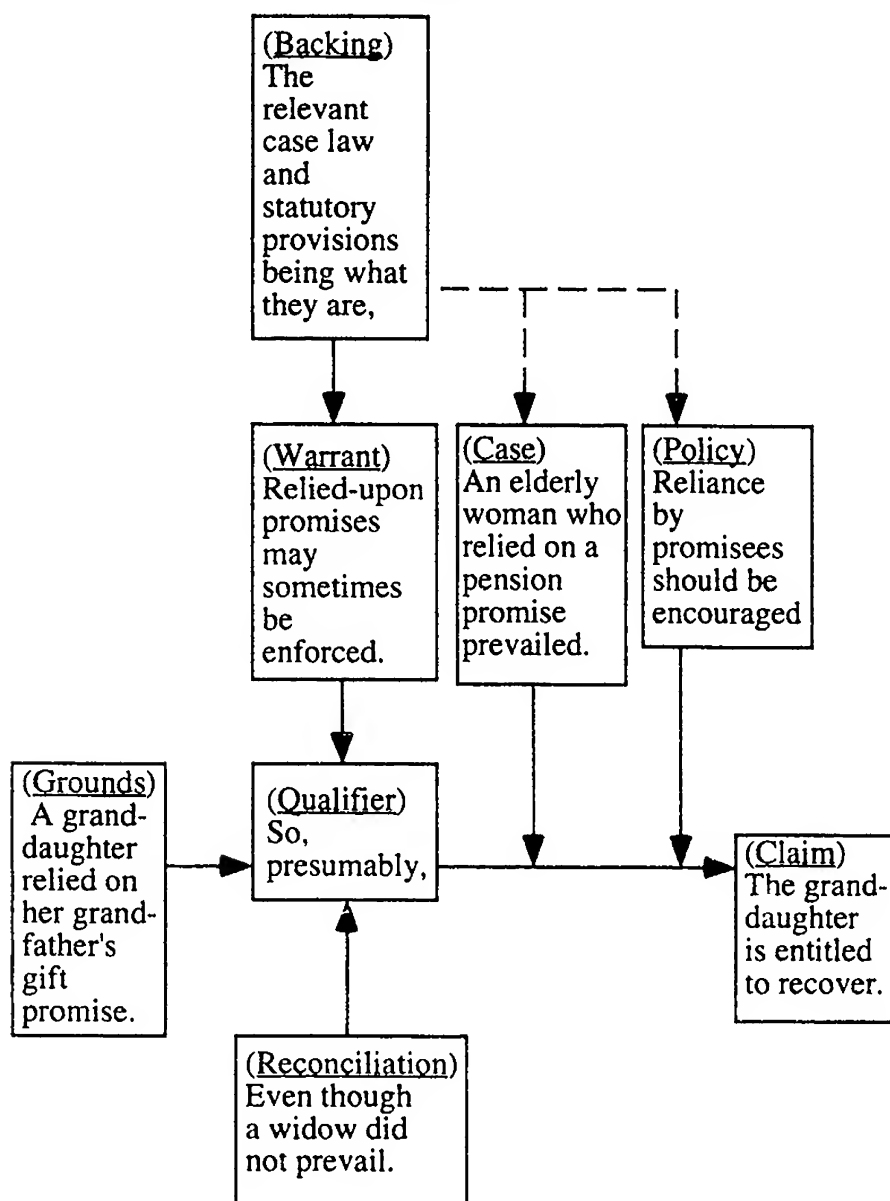 (Backing)
The
relevant
case law
and
statutory
provisions
being what
they are,
(Warrant)
Relied-upon
promises
may
sometimes
be
enforced.
(Case)
An elderly
woman who
relied on a
pension
promise
prevailed.
(Policy)
Reliance
by
promisees
should be
encouraged
(Grounds)
A grand-
daughter
relied on
her grand-
father's
gift
promise.
(Qualifier)
So,
presumably,
(Claim)
The grand-
daughter
is entitled
to recover.
(Reconciliation)
Even though
a widow did
not prevail.